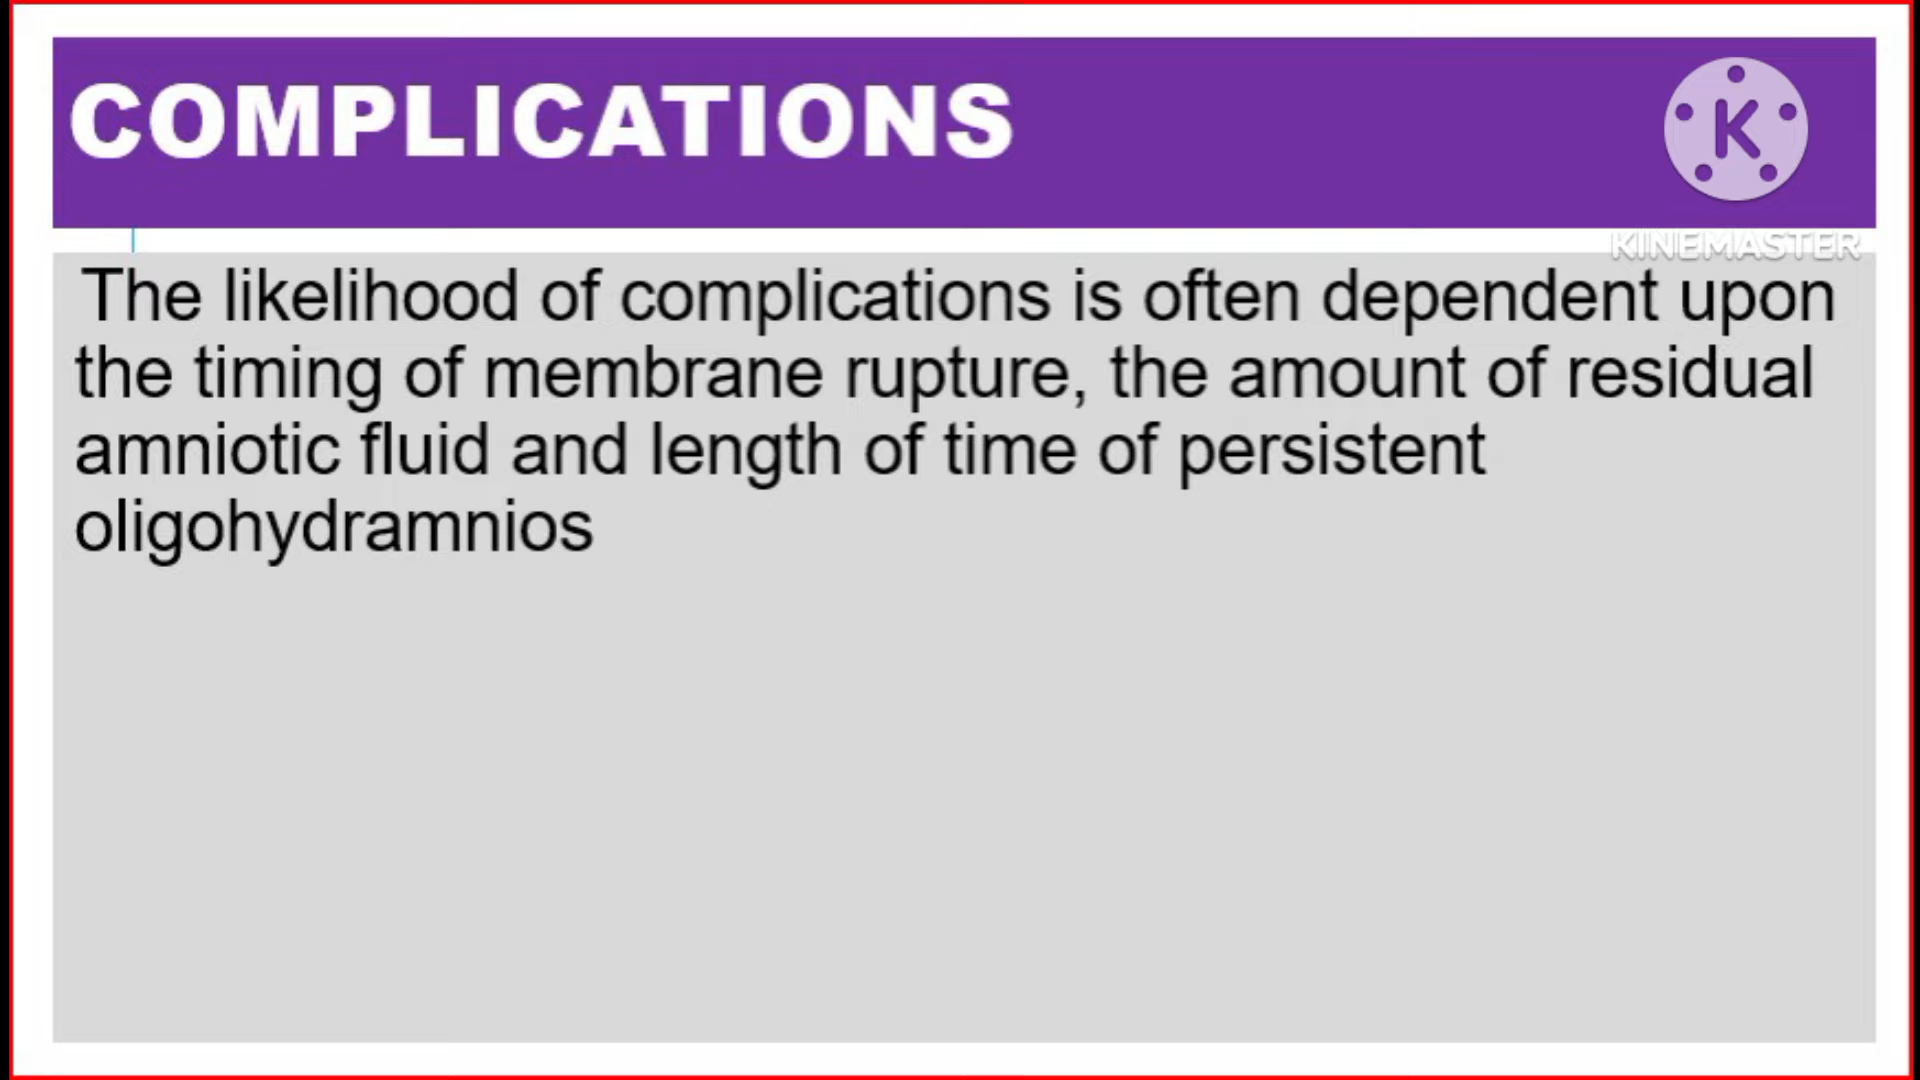 COMPLICATIONS
K
KINEMASTER
The likelihood of complications is often dependent upon
the timing of membrane rupture, the amount of residual
amniotic fluid and length of time of persistent
oligohydramnios